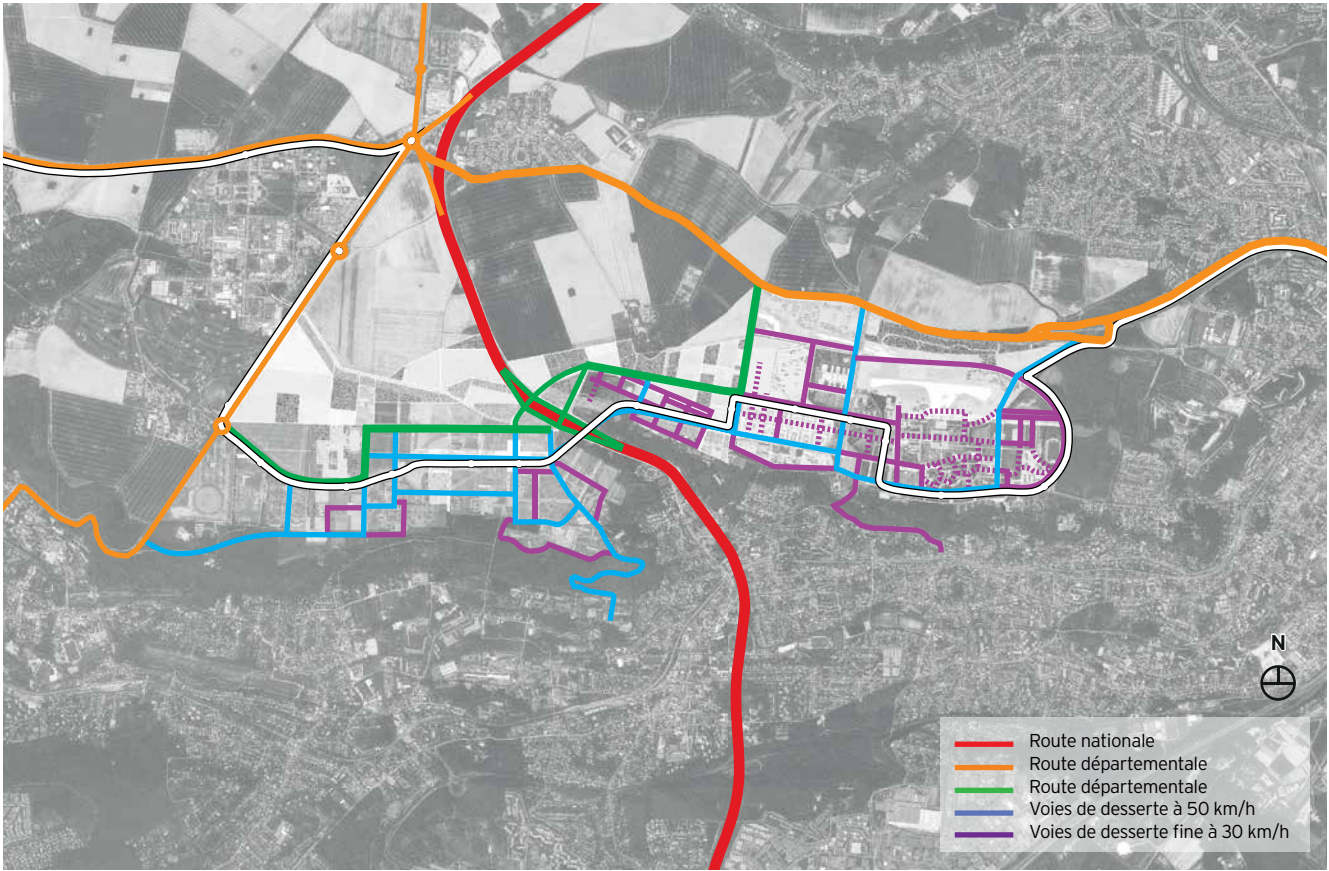 N
Route nationale
Route départementale
Route départementale
Voies de desserte à 50 km/h
Voies de desserte fine à 30 km/h